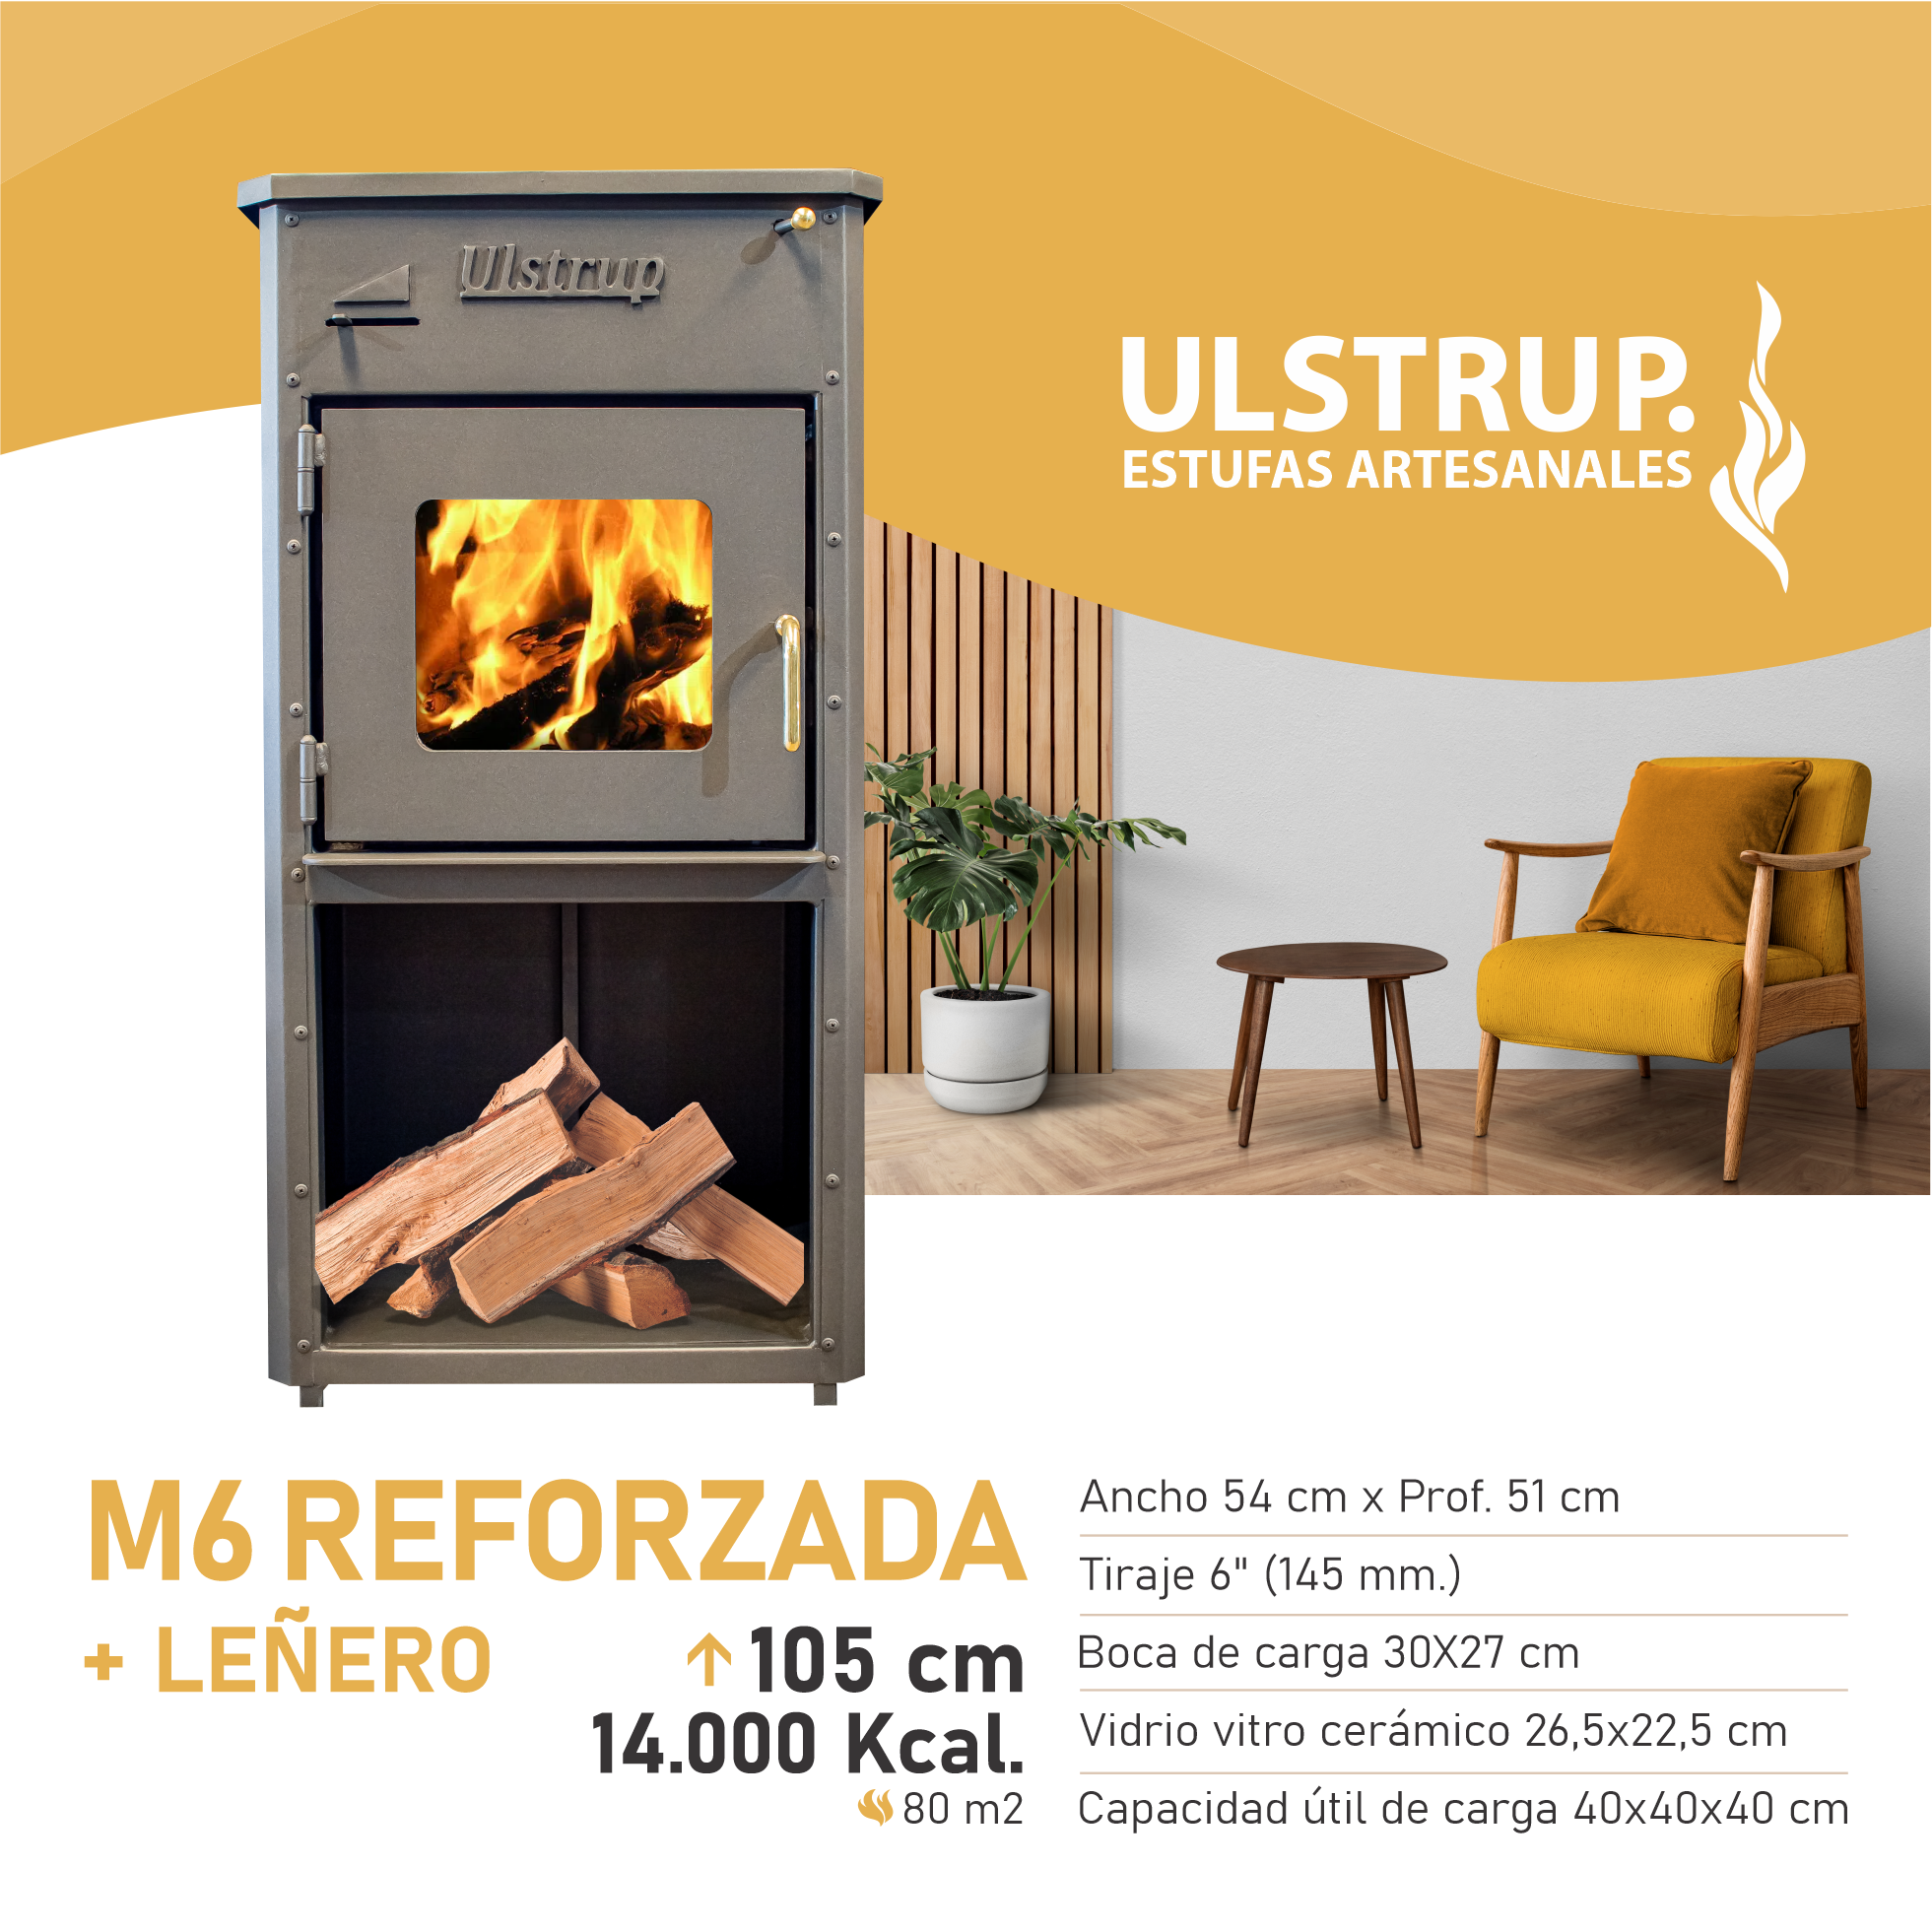 Ulstrup
ULSTRUP.
ESTUFAS ARTESANALES
M6 REFORZADA
+ LEÑERO
105 cm
14.000 Kcal.
80 m2
Ancho 54 cm x Prof. 51 cm
Tiraje 6" (145 mm.)
Boca de carga 30X27 cm
Vidrio vitro cerámico 26,5x22,5 cm
Capacidad útil de carga 40x40x40 cm